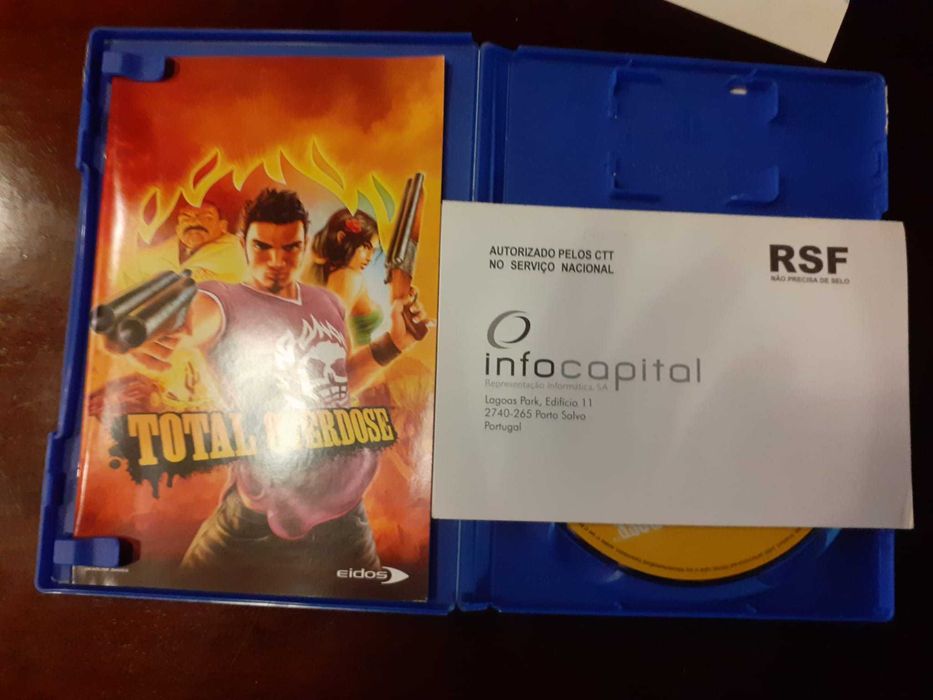 TOTAL OVERDOSE
eidos
AUTORIZADO PELOS CTT
NO SERVIÇO NACIONAL
RSF
NÃO PRECISA DE SELO
infocapital
Representação Informática, SA
Lagoas Park, Edifício 11
2740-265 Porto Salvo
Portugal